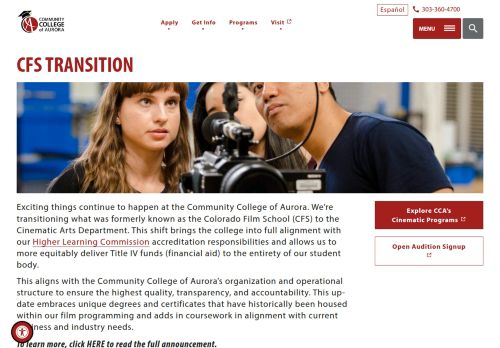 COMMUNITY
COLLEGE
of AURORA
Apply
Get Info
Programs
Visit
Español
303-360-4700
MENU
CFS TRANSITION
Exciting things continue to happen at the Community College of Aurora. We're
transitioning what was formerly known as the Colorado Film School (CFS) to the
Cinematic Arts Department. This shift brings the college into full alignment with
our Higher Learning Commission accreditation responsibilities and allows us to
more equitably deliver Title IV funds (financial aid) to the entirety of our student
body.
This aligns with the Community College of Aurora's organization and operational
structure to ensure the highest quality, transparency, and accountability. This up-
date embraces unique degrees and certificates that have historically been housed
within our film programming and adds in coursework in alignment with current
iness and industry needs.
To learn more, click HERE to read the full announcement.
Explore CCA's
Cinematic Programs
Open Audition Signup